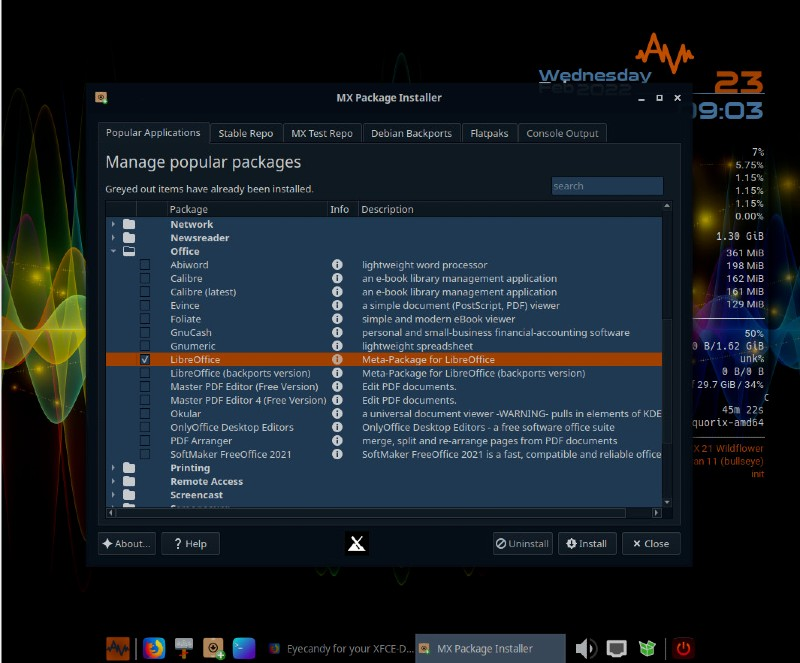 Wednesday
23
Feb 2022
09:03
MX Package Installer
Popular Applications
Stable Repo
MX Test Repo
Debian Backports
Flatpaks
Console Output
Manage popular packages
Greyed out items have already been installed.
search
Package Info Description
Network
Newsreader
Office
Abiword lightweight word processor
Calibre an e-book library management application
Calibre (latest) an e-book library management application
Evince a simple document (PostScript, PDF) viewer
Foliate simple and modern eBook viewer
GnuCash personal and small-business financial-accounting software
Gnumeric lightweight spreadsheet
LibreOffice Meta-Package for LibreOffice
LibreOffice (backports version) Meta-Package for LibreOffice (backports version)
Master PDF Editor (Free Version) Edit PDF documents.
Master PDF Editor 4 (Free Version) Edit PDF documents.
Okular a universal document viewer -WARNING- pulls in elements of KDE
OnlyOffice Desktop Editors OnlyOffice Desktop Editors - a free software office suite
PDF Arranger merge, split and re-arrange pages from PDF documents
SoftMaker FreeOffice 2021 SoftMaker FreeOffice 2021 is a fast, compatible and reliable office
Printing
Remote Access
Screencast
About...
? Help
Uninstall
Install
Close
7%
5.75%
1.15%
1.15%
1.15%
0.00%
1.30 GiB
361 MiB
198 MiB
162 MiB
161 MiB
129 MiB
50%
0 B/1.62 GiB
unk%
0 B/0 B
29.7 GiB / 34%
45m 22s
quorix-amd64
X 21 Wildflower
an 11 (bullseye)
init
Eyecandy for your XFCE-D...
MX Package Installer